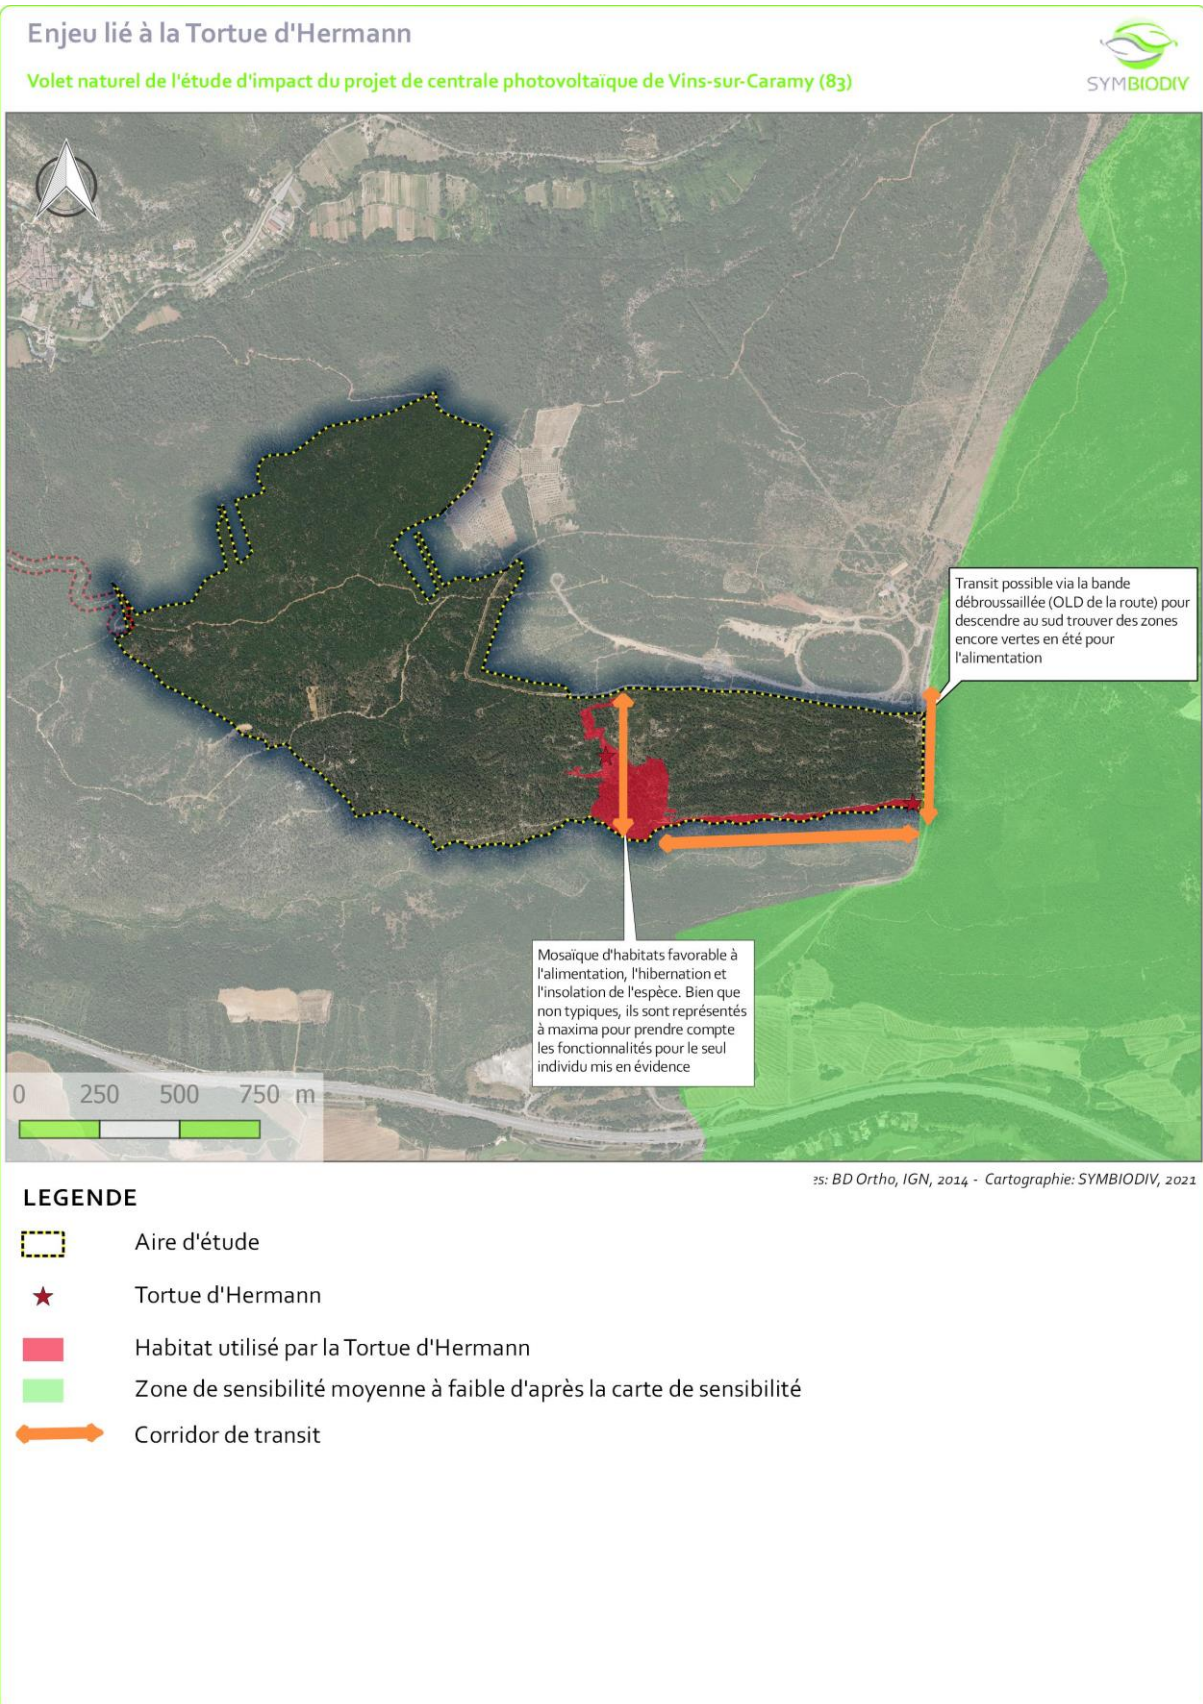 Enjeu lié à la Tortue d'Hermann
Volet naturel de l'étude d'impact du projet de centrale photovoltaïque de Vins-sur-Caramy (83)
SYMBIODIV
Transit possible via la bande
débroussaillée (OLD de la route) pour
descendre au sud trouver des zones
encore vertes en été pour
l'alimentation
Mosaïque d'habitats favorable à
l'alimentation, l'hibernation et
l'insolation de l'espèce. Bien que
non typiques, ils sont représentés
à maxima pour prendre compte
les fonctionnalités pour le seul
individu mis en évidence
0 250 500 750 m
es: BD Ortho, IGN, 2014 - Cartographie: SYMBIODIV, 2021
LEGENDE
Aire d'étude
Tortue d'Hermann
Habitat utilisé par la Tortue d'Hermann
Zone de sensibilité moyenne à faible d'après la carte de sensibilité
Corridor de transit